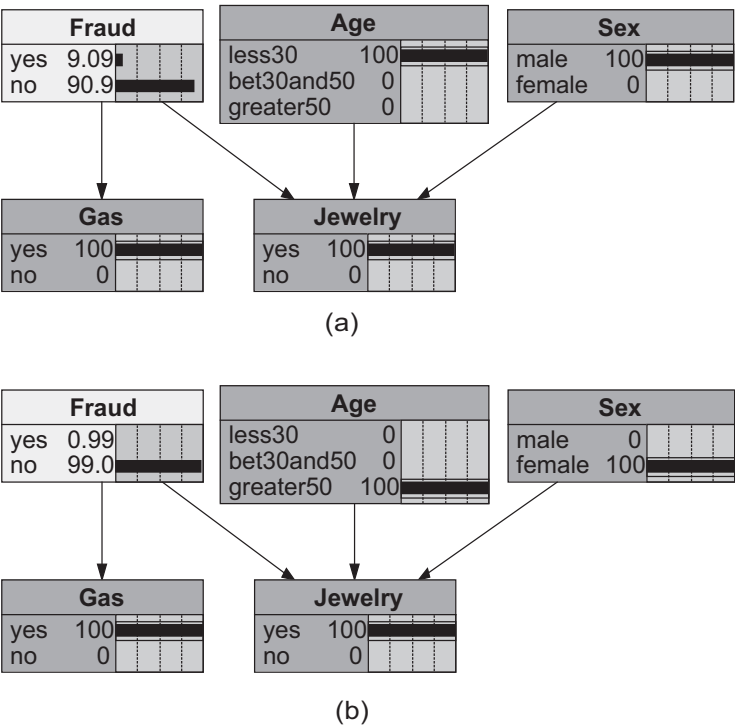 Fraud
yes 9.09
no 90.9
Age
less30 100
bet30and50 0
greater50 0
Sex
male 100
female 0
Gas
yes 100
no 0
Jewelry
yes 100
no 0
(a)
Fraud
yes 0.99
no 99.0
Age
less30 0
bet30and50 0
greater50 100
Sex
male 0
female 100
Gas
yes 100
no 0
Jewelry
yes 100
no 0
(b)